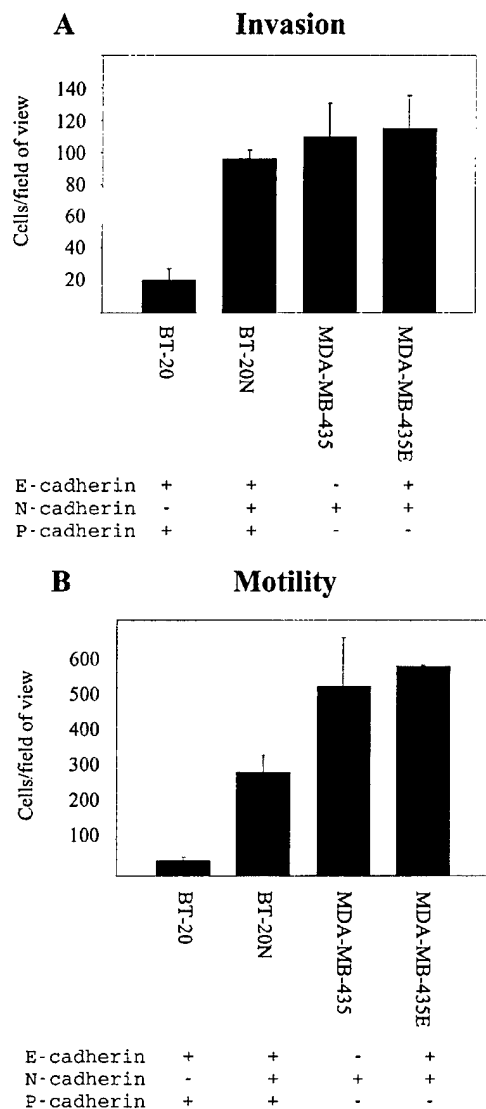 A Invasion
Cells/field of view
140
120
100
80
60
40
20
BT-20
BT-20N
MDA-MB-435
MDA-MB-435E
E-cadherin + + - +
N-cadherin - + + +
P-cadherin + + - -
B Motility
Cells/field of view
600
500
400
300
200
100
BT-20
BT-20N
MDA-MB-435
MDA-MB-435E
E-cadherin + + - +
N-cadherin - + + +
P-cadherin + + - -